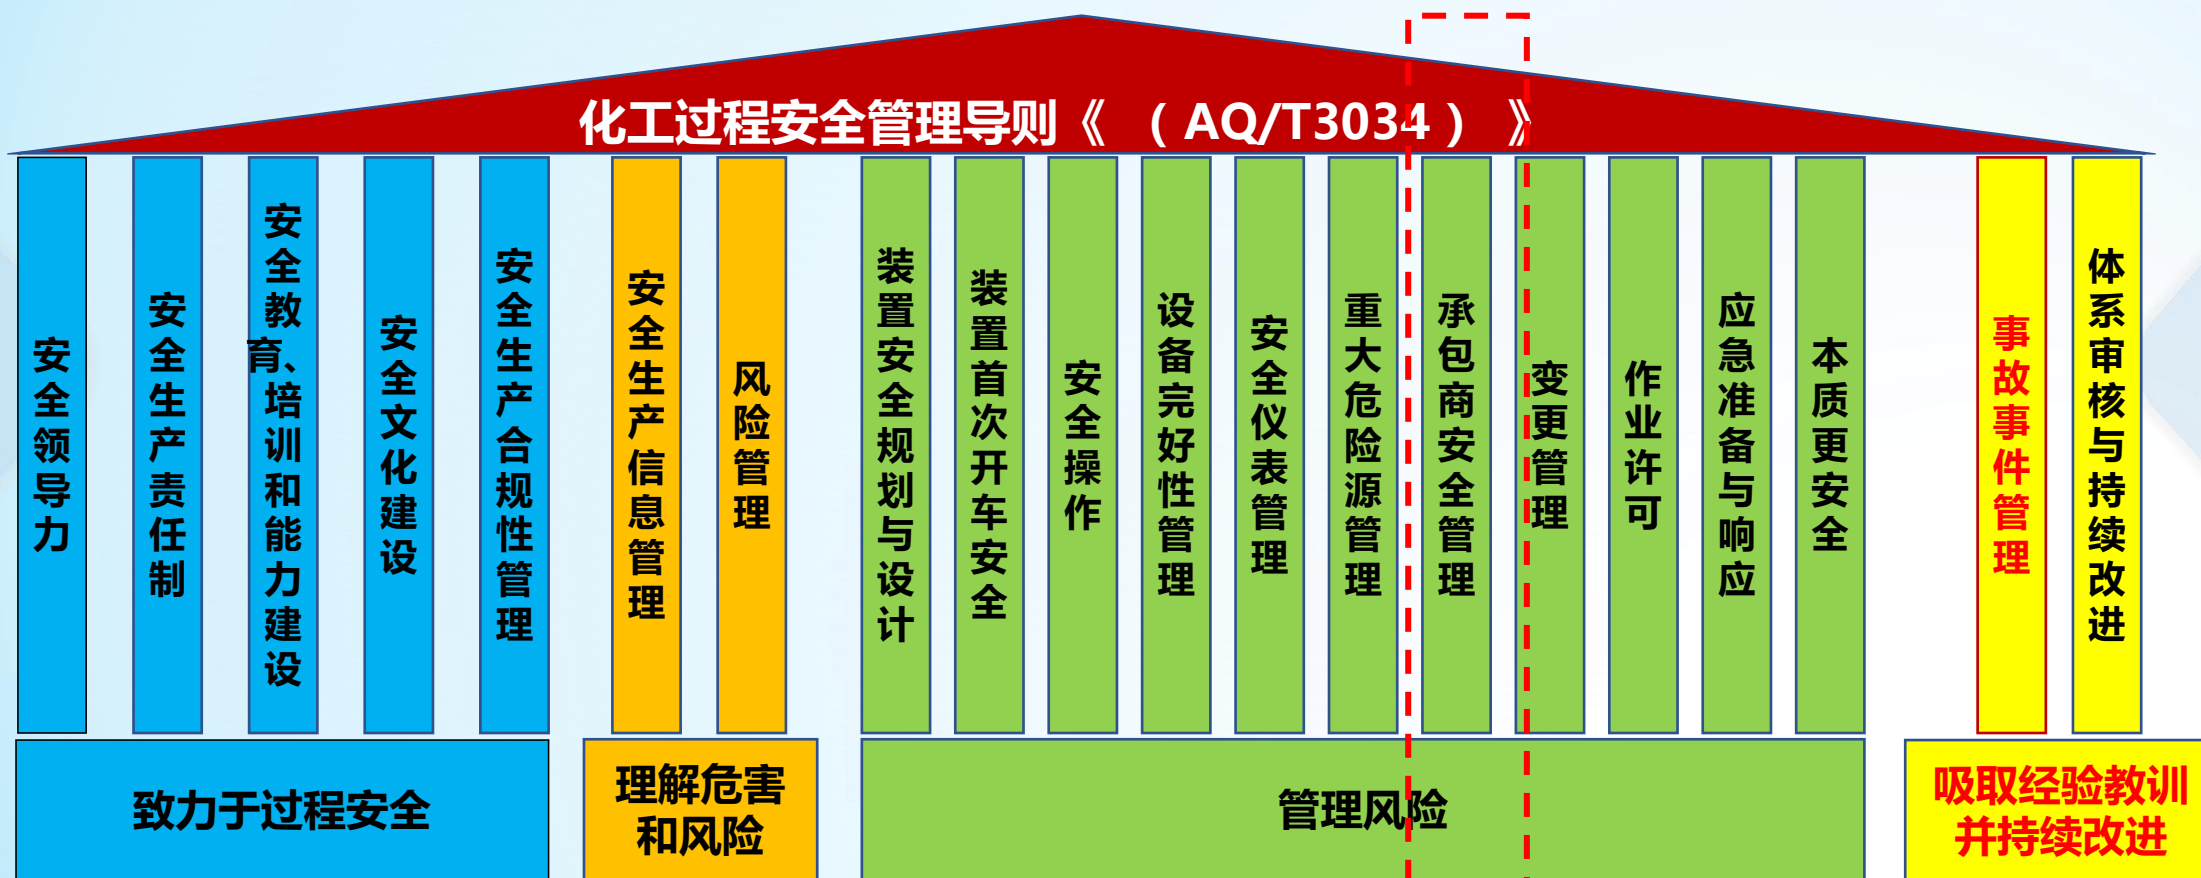 化工过程安全管理导则《 （AQ/T3034） 》
安全领导力
安全生产责任制
安全教育、培训和能力建设
安全文化建设
安全生产合规性管理
安全生产信息管理
风险管理
装置安全规划与设计
装置首次开车安全
安全操作
设备完好性管理
安全仪表管理
重大危险源管理
承包商安全管理
变更管理
作业许可
应急准备与响应
本质更安全
事故事件管理
体系审核与持续改进
致力于过程安全
理解危害
和风险
管理风险
吸取经验教训
并持续改进